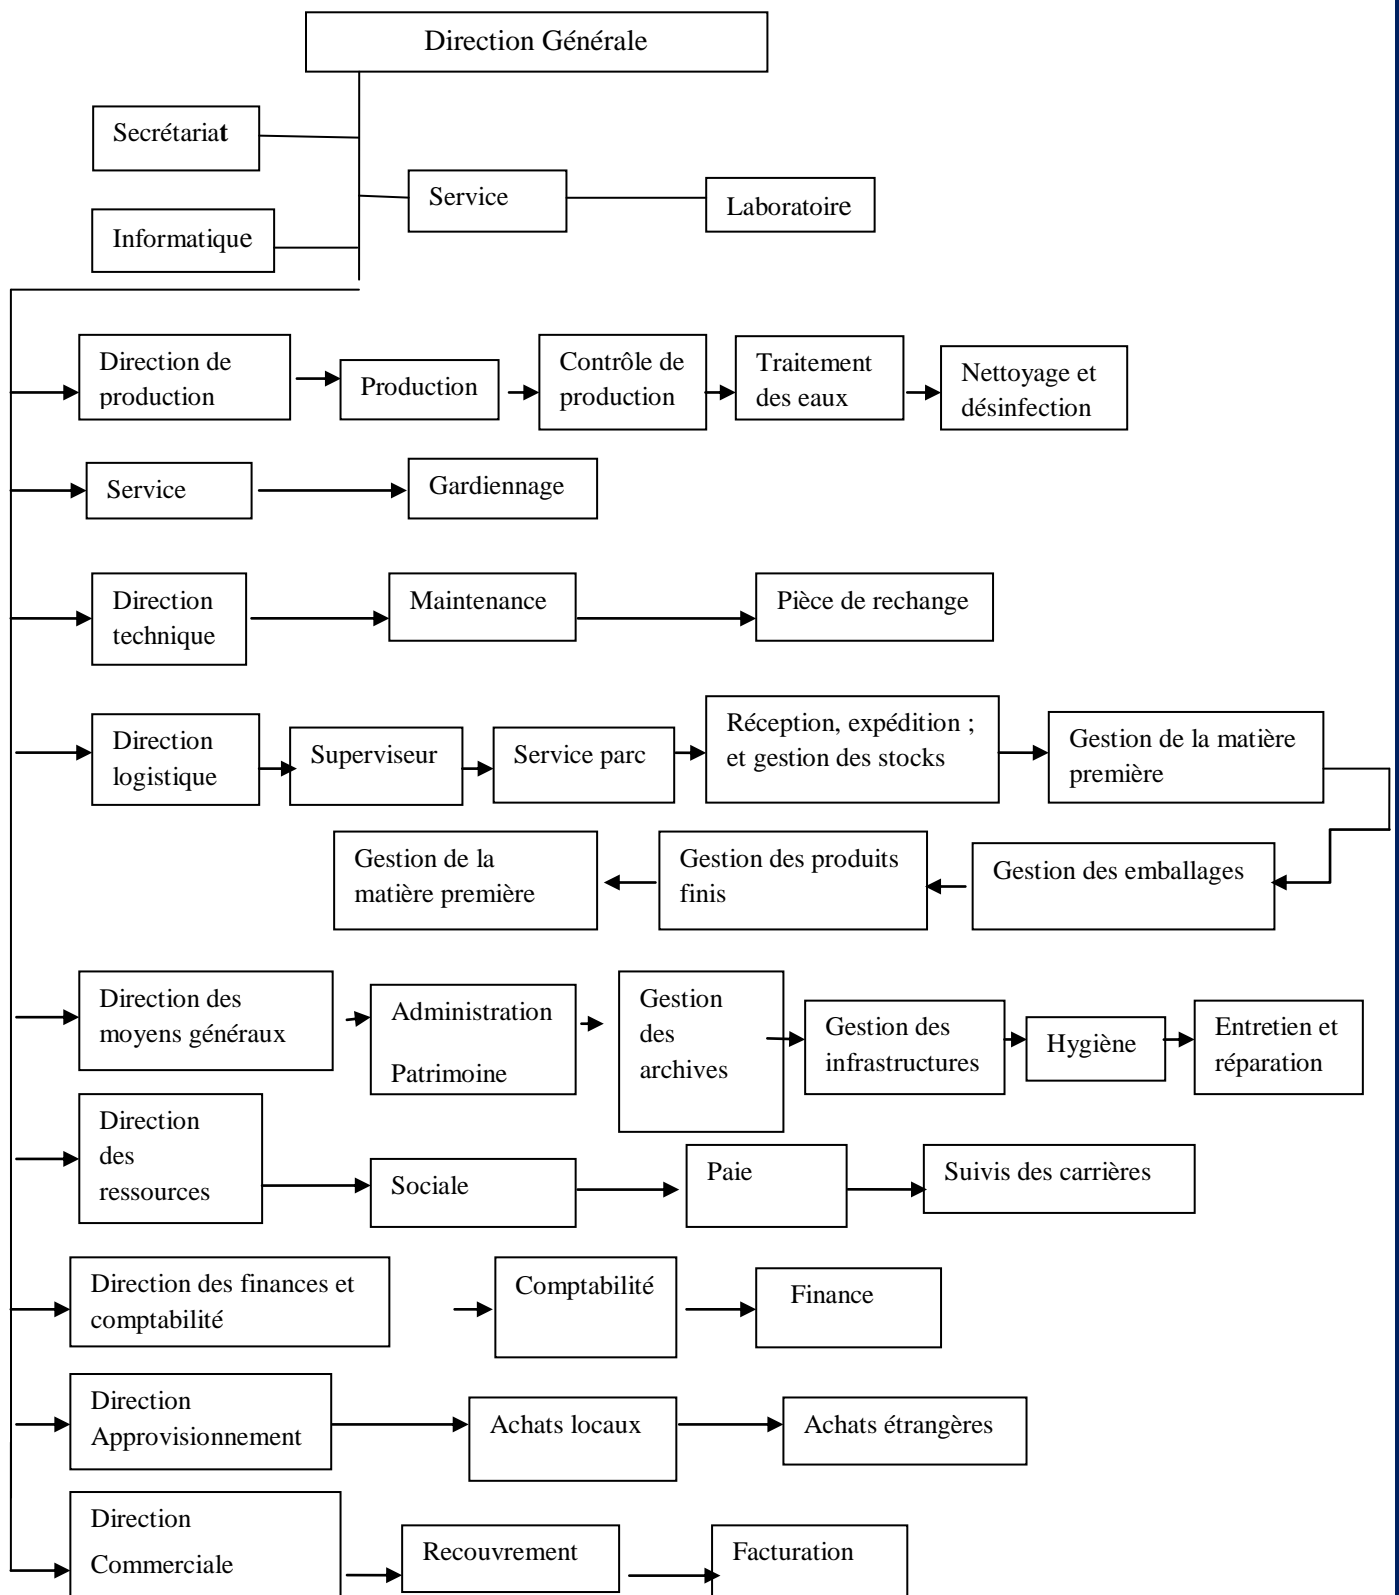 Direction Générale
Secrétariat
Service
Laboratoire
Informatique
Direction de
production
Production
Contrôle de
production
Traitement
des eaux
Nettoyage et
désinfection
Service
Gardiennage
Direction
technique
Maintenance
Pièce de rechange
Direction
logistique
Superviseur
Service parc
Réception, expédition ;
et gestion des stocks
Gestion de la matière
première
Gestion de la
matière première
Gestion des produits
finis
Gestion des emballages
Direction des
moyens généraux
Administration
Patrimoine
Gestion
des
archives
Gestion des
infrastructures
Hygiène
Entretien et
réparation
Direction
des
ressources
Sociale
Paie
Suivis des carrières
Direction des finances et
comptabilité
Comptabilité
Finance
Direction
Approvisionnement
Achats locaux
Achats étrangères
Direction
Commerciale
Recouvrement
Facturation